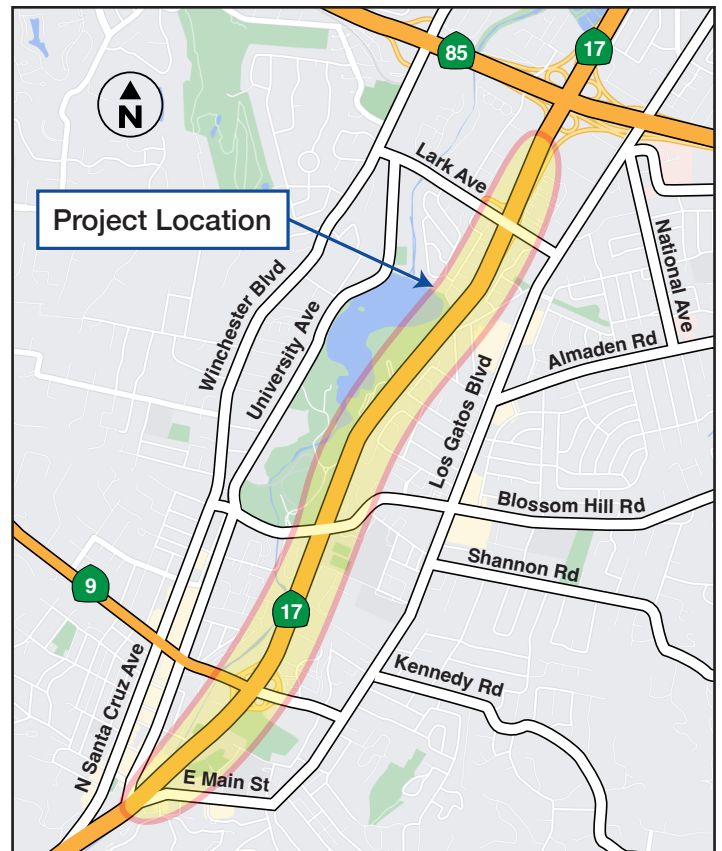 85
17
N
Lark Ave
Project Location
National Ave
Winchester Blvd
University Ave
Almaden Rd
Los Gatos Blvd
Blossom Hill Rd
Shannon Rd
9
17
Kennedy Rd
N Santa Cruz Ave
E Main St